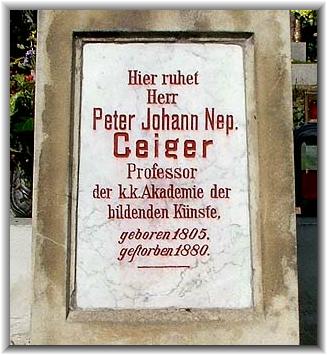 Hier ruhet
Herr
Peter Johann Nep.
Geiger
Professor
der k.k. Akademie der
bildenden Künste,
geboren 1805.
gestorben 1880.